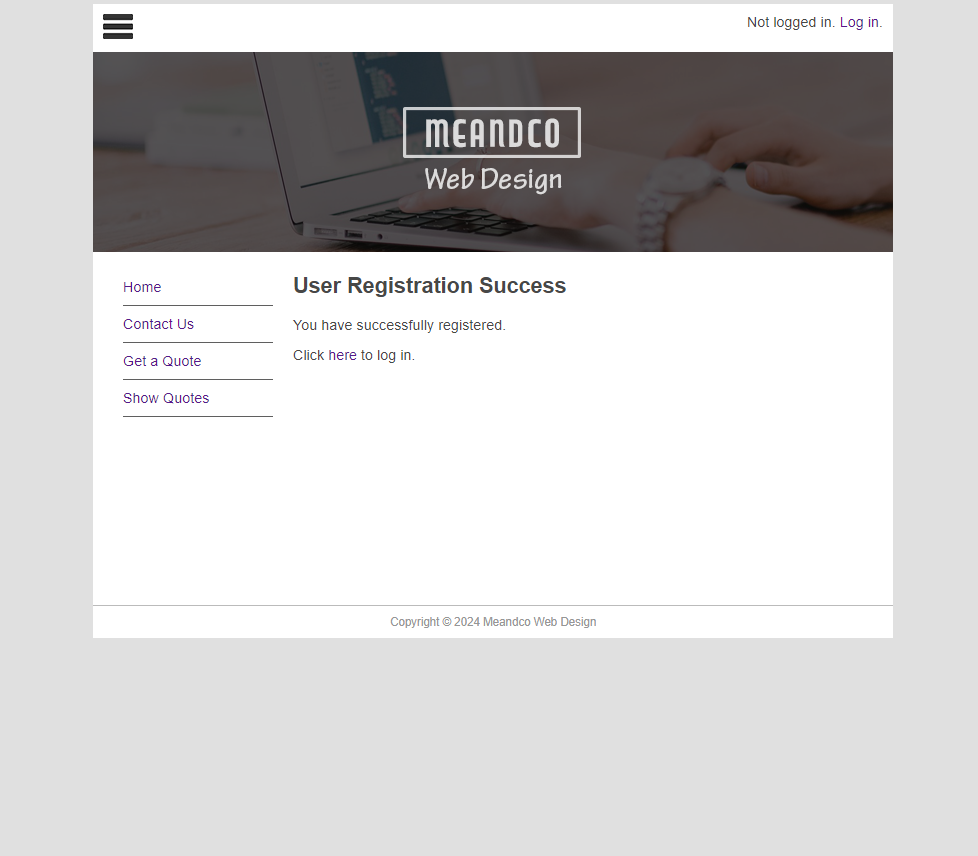 Not logged in. Log in.
MEANDCO
Web Design
Home
Contact Us
Get a Quote
Show Quotes
User Registration Success
You have successfully registered.
Click here to log in.
Copyright © 2024 Meandco Web Design